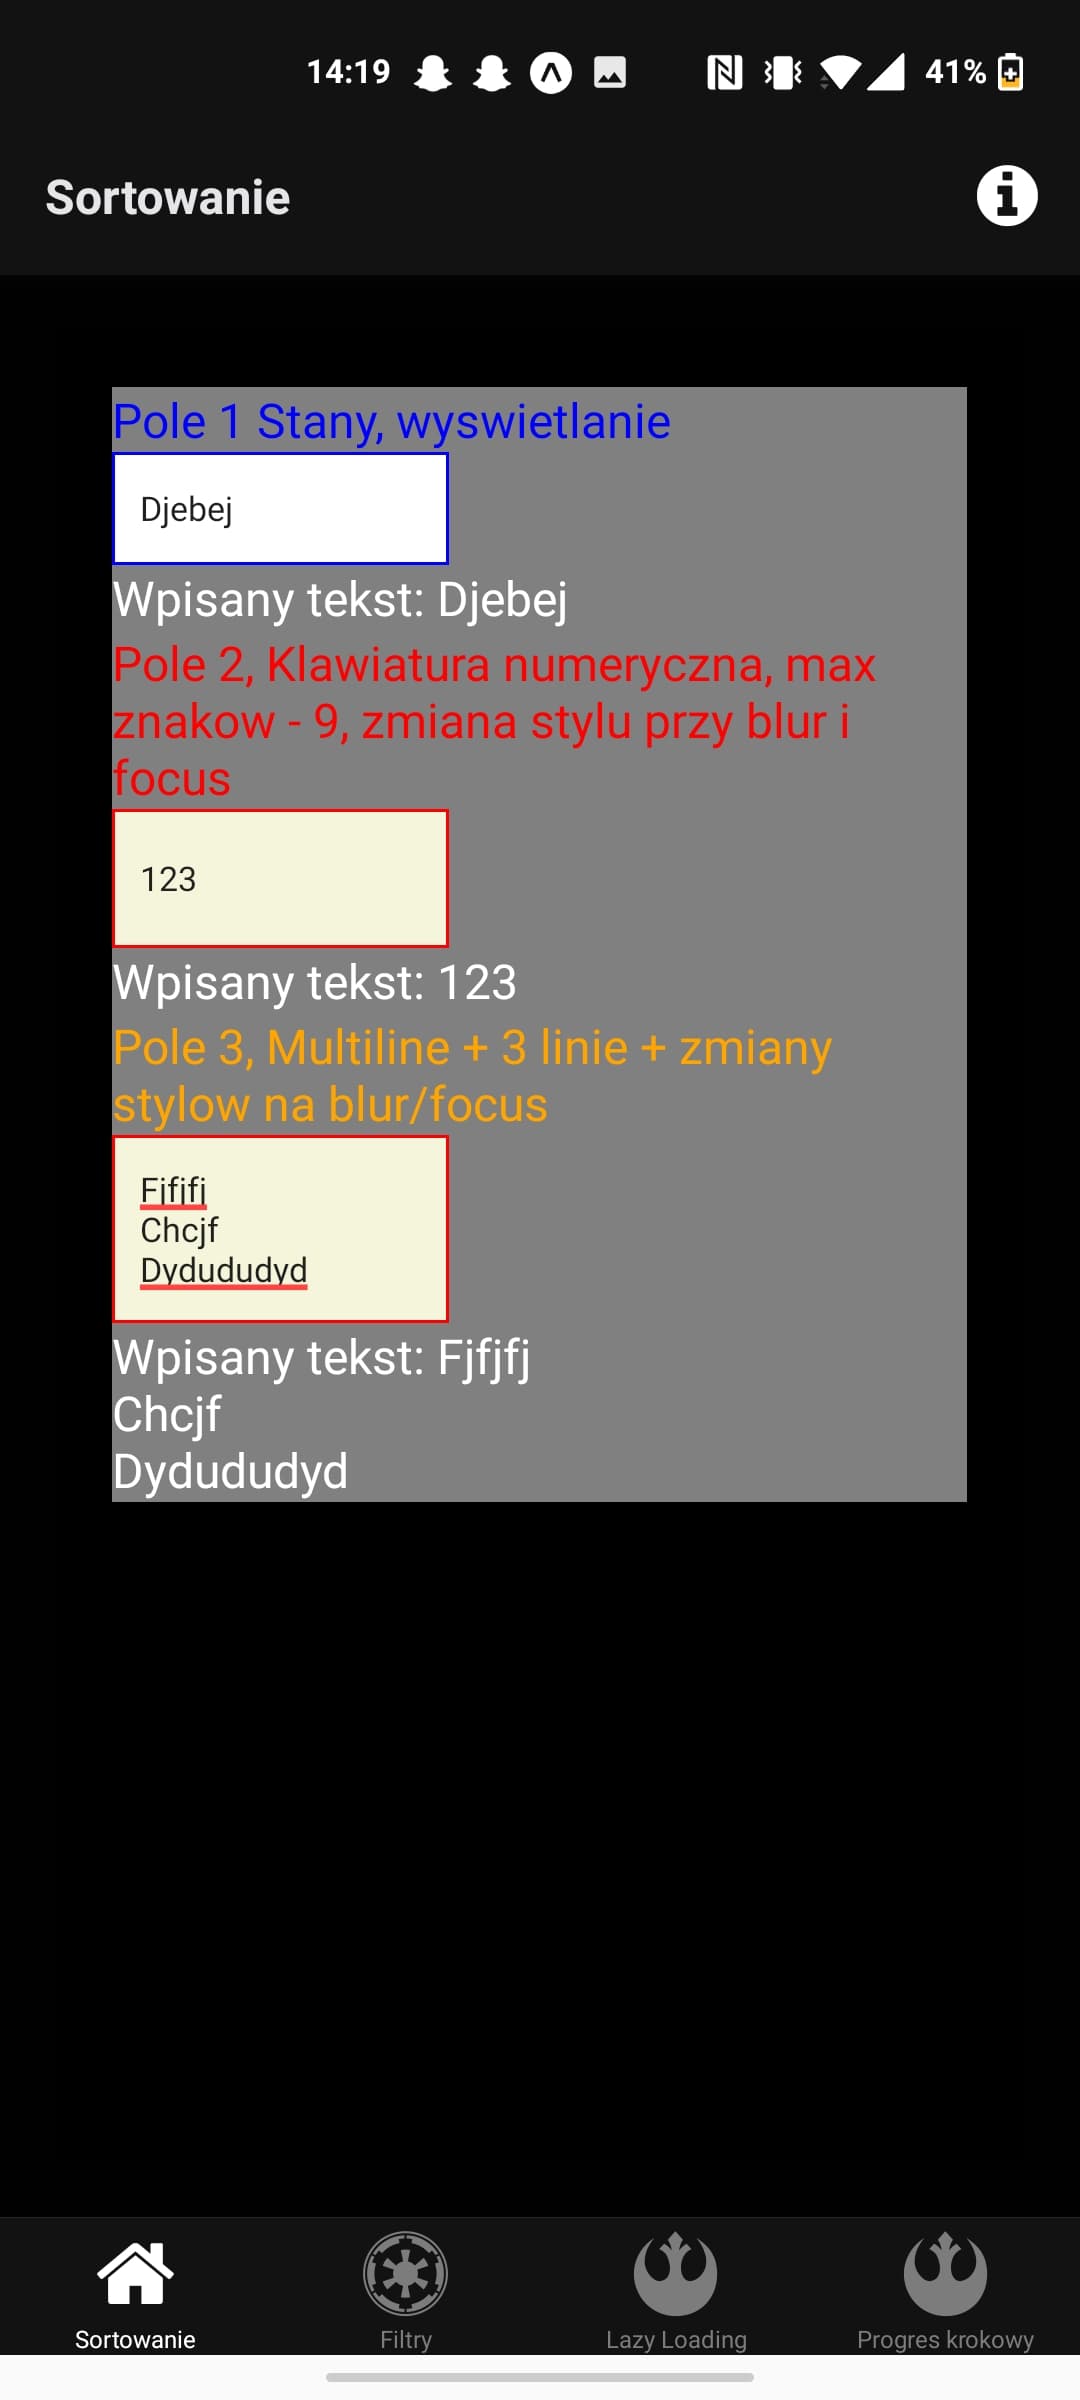 14:19
41%
Sortowanie
Pole 1 Stany, wyswietlanie
Djebej
Wpisany tekst: Djebej
Pole 2, Klawiatura numeryczna, max
znakow - 9, zmiana stylu przy blur i
focus
123
Wpisany tekst: 123
Pole 3, Multiline + 3 linie + zmiany
stylow na blur/focus
Fjfjfj
Chcjf
Dydududyd
Wpisany tekst: Fjfjfj
Chcjf
Dydududyd
Sortowanie
Filtry
Lazy Loading
Progres krokowy